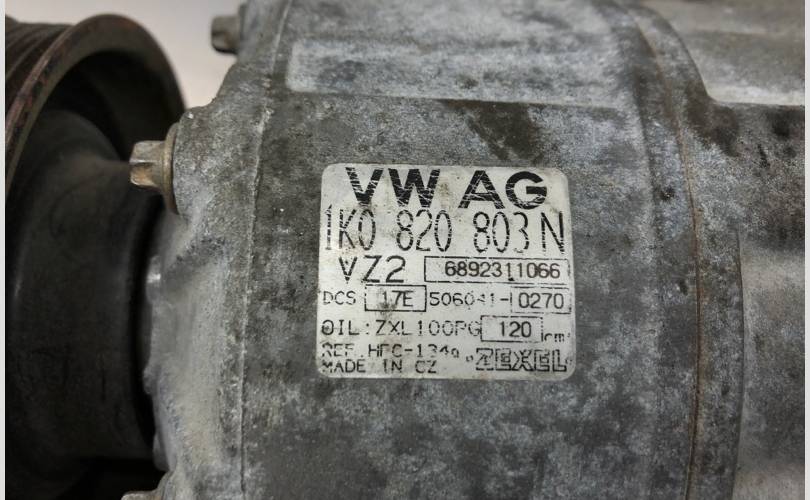 VW AG
1K0 820 803 N
VZ2 6892311066
DCS 17E 506041-0270
OIL:ZXL100PG 120 cm³
REF.HFC-134a ZEXEL
MADE IN CZ